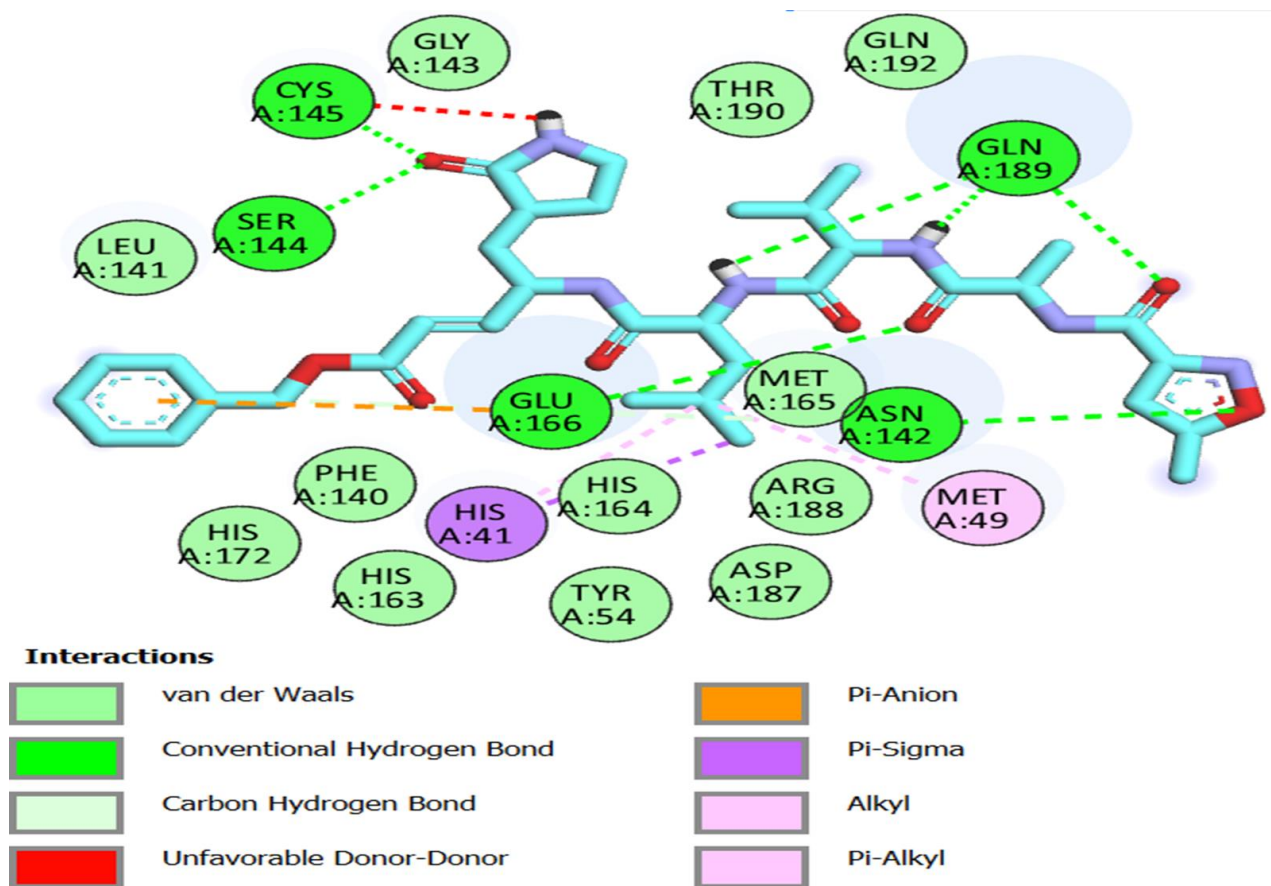 GLY
A:143
GLN
A:192
CYS
A:145
THR
A:190
GLN
A:189
SER
A:144
LEU
A:141
MET
A:165
GLU
A:166
ASN
A:142
PHE
A:140
HIS
A:164
ARG
A:188
MET
A:49
HIS
A:41
HIS
A:172
HIS
A:163
TYR
A:54
ASP
A:187
Interactions
van der Waals
Conventional Hydrogen Bond
Carbon Hydrogen Bond
Unfavorable Donor-Donor
Pi-Anion
Pi-Sigma
Alkyl
Pi-Alkyl